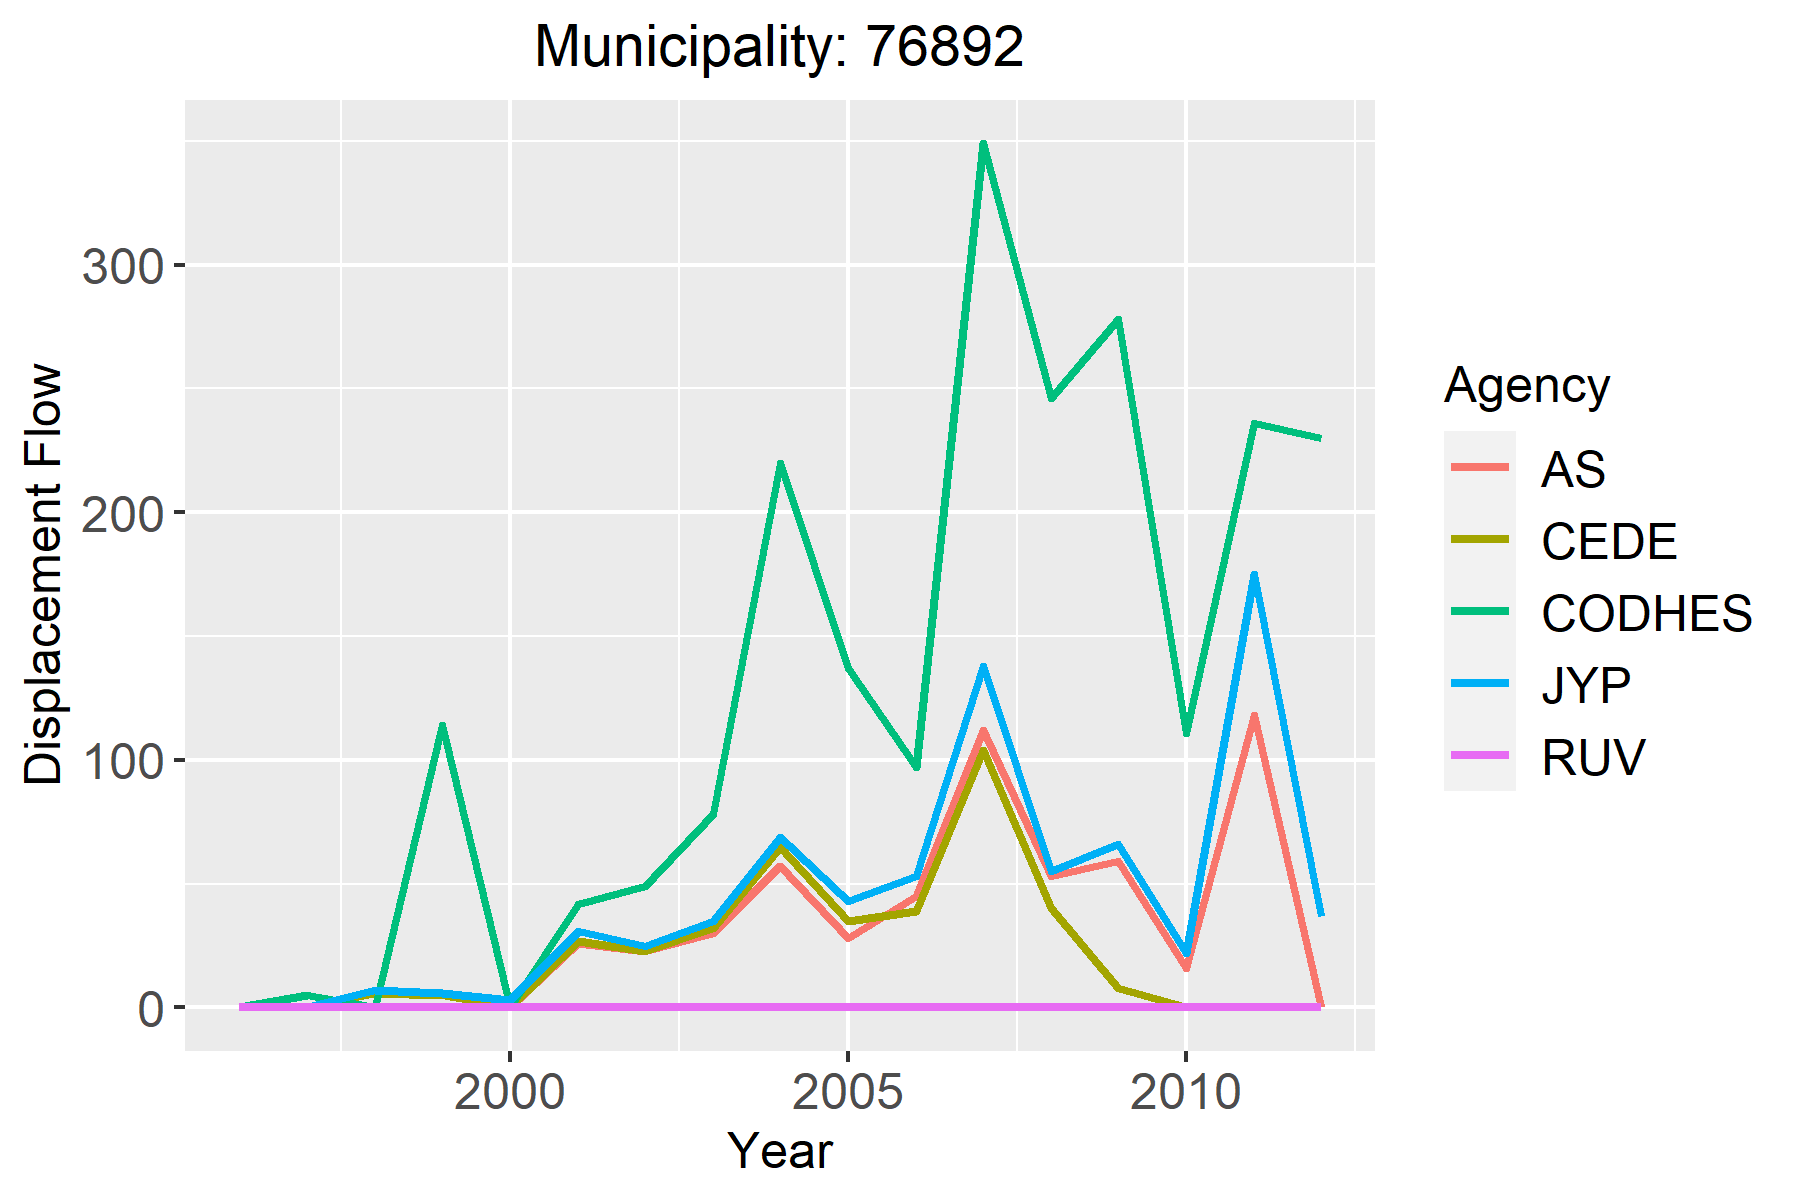 Municipality: 76892
Displacement Flow
300
200
100
0
2000 2005 2010
Year
Agency
AS
CEDE
CODHES
JYP
RUV